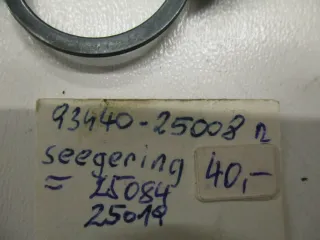 93440-25008 n
seegering
= 25084
25019
40,-